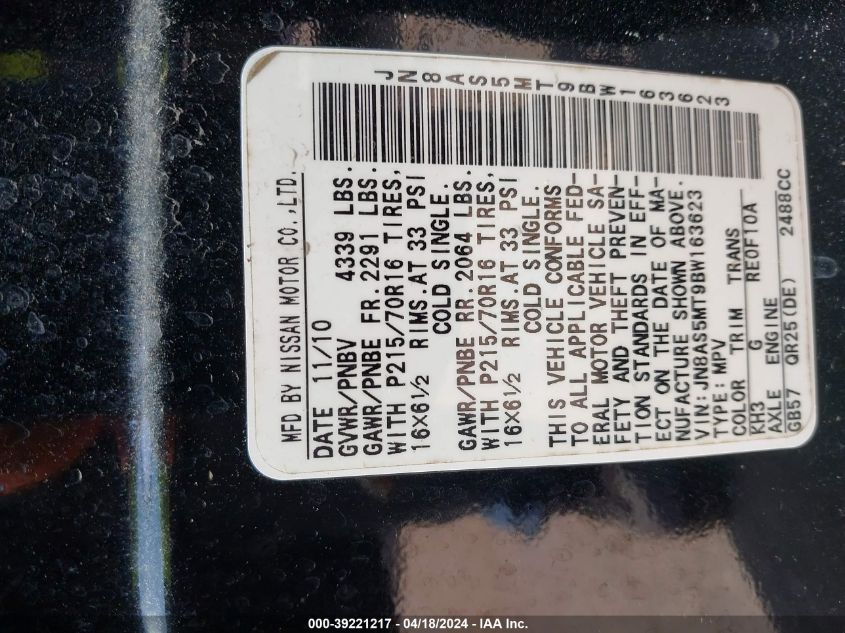 JN8AS5MT9BW163623
MFD BY NISSAN MOTOR CO.,LTD.
DATE 11/10
GVWR/PNBV 4339 LBS.
GAWR/PNBE FR.2291 LBS.
WITH P215/70R16 TIRES,
16X6½ RIMS.AT 33 PSI
COLD SINGLE.
GAWR/PNBE RR.2064 LBS.
WITH P215/70R16 TIRES,
16X6½ RIMS AT 33 PSI
COLD SINGLE.
THIS VEHICLE CONFORMS
TO ALL APPLICABLE FED-
ERAL MOTOR VEHICLE SA-
FETY AND THEFT PREVEN-
TION STANDARDS IN EFF-
ECT ON THE DATE OF MA-
NUFACTURE SHOWN ABOVE.
VIN: JN8AS5MT9BW163623
TYPE: MPV
COLOR TRIM TRANS
KH3 G RE0F10A
AXLE ENGINE
GB57 QR25(DE) 2488CC
000-39221217 - 04/18/2024 - IAA Inc.